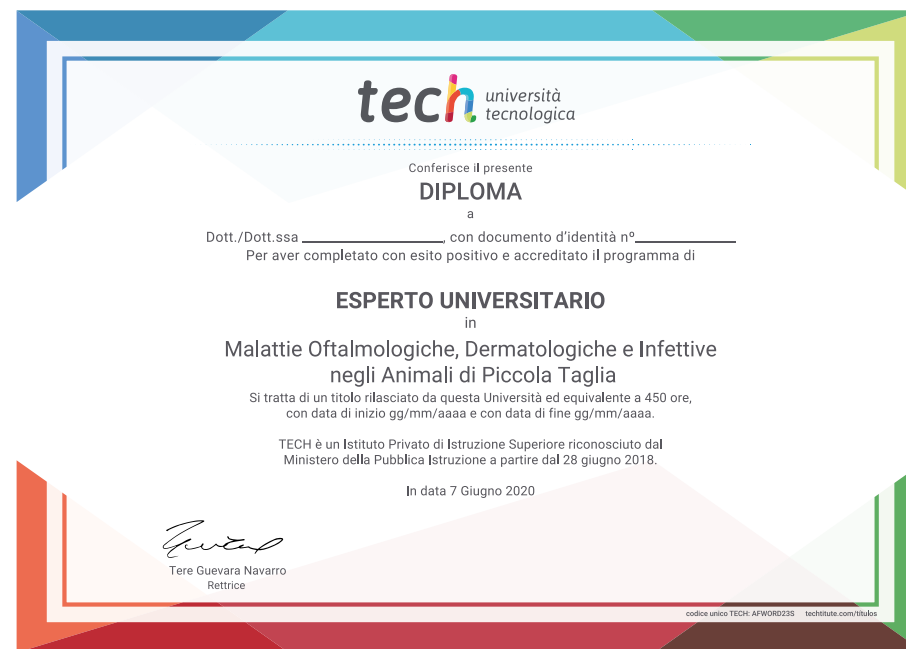 tech università
tecnologica
Conferisce il presente
DIPLOMA
a
Dott./Dott.ssa ____________________, con documento d'identità nº______________
Per aver completato con esito positivo e accreditato il programma di
ESPERTO UNIVERSITARIO
in
Malattie Oftalmologiche, Dermatologiche e Infettive
negli Animali di Piccola Taglia
Si tratta di un titolo rilasciato da questa Università ed equivalente a 450 ore,
con data di inizio gg/mm/aaaa e con data di fine gg/mm/aaaa.
TECH è un Istituto Privato di Istruzione Superiore riconosciuto dal
Ministero della Pubblica Istruzione a partire dal 28 giugno 2018.
In data 7 Giugno 2020
Tere Guevara Navarro
Rettrice
codice unico TECH: AFWORD23S techtitute.com/titulos